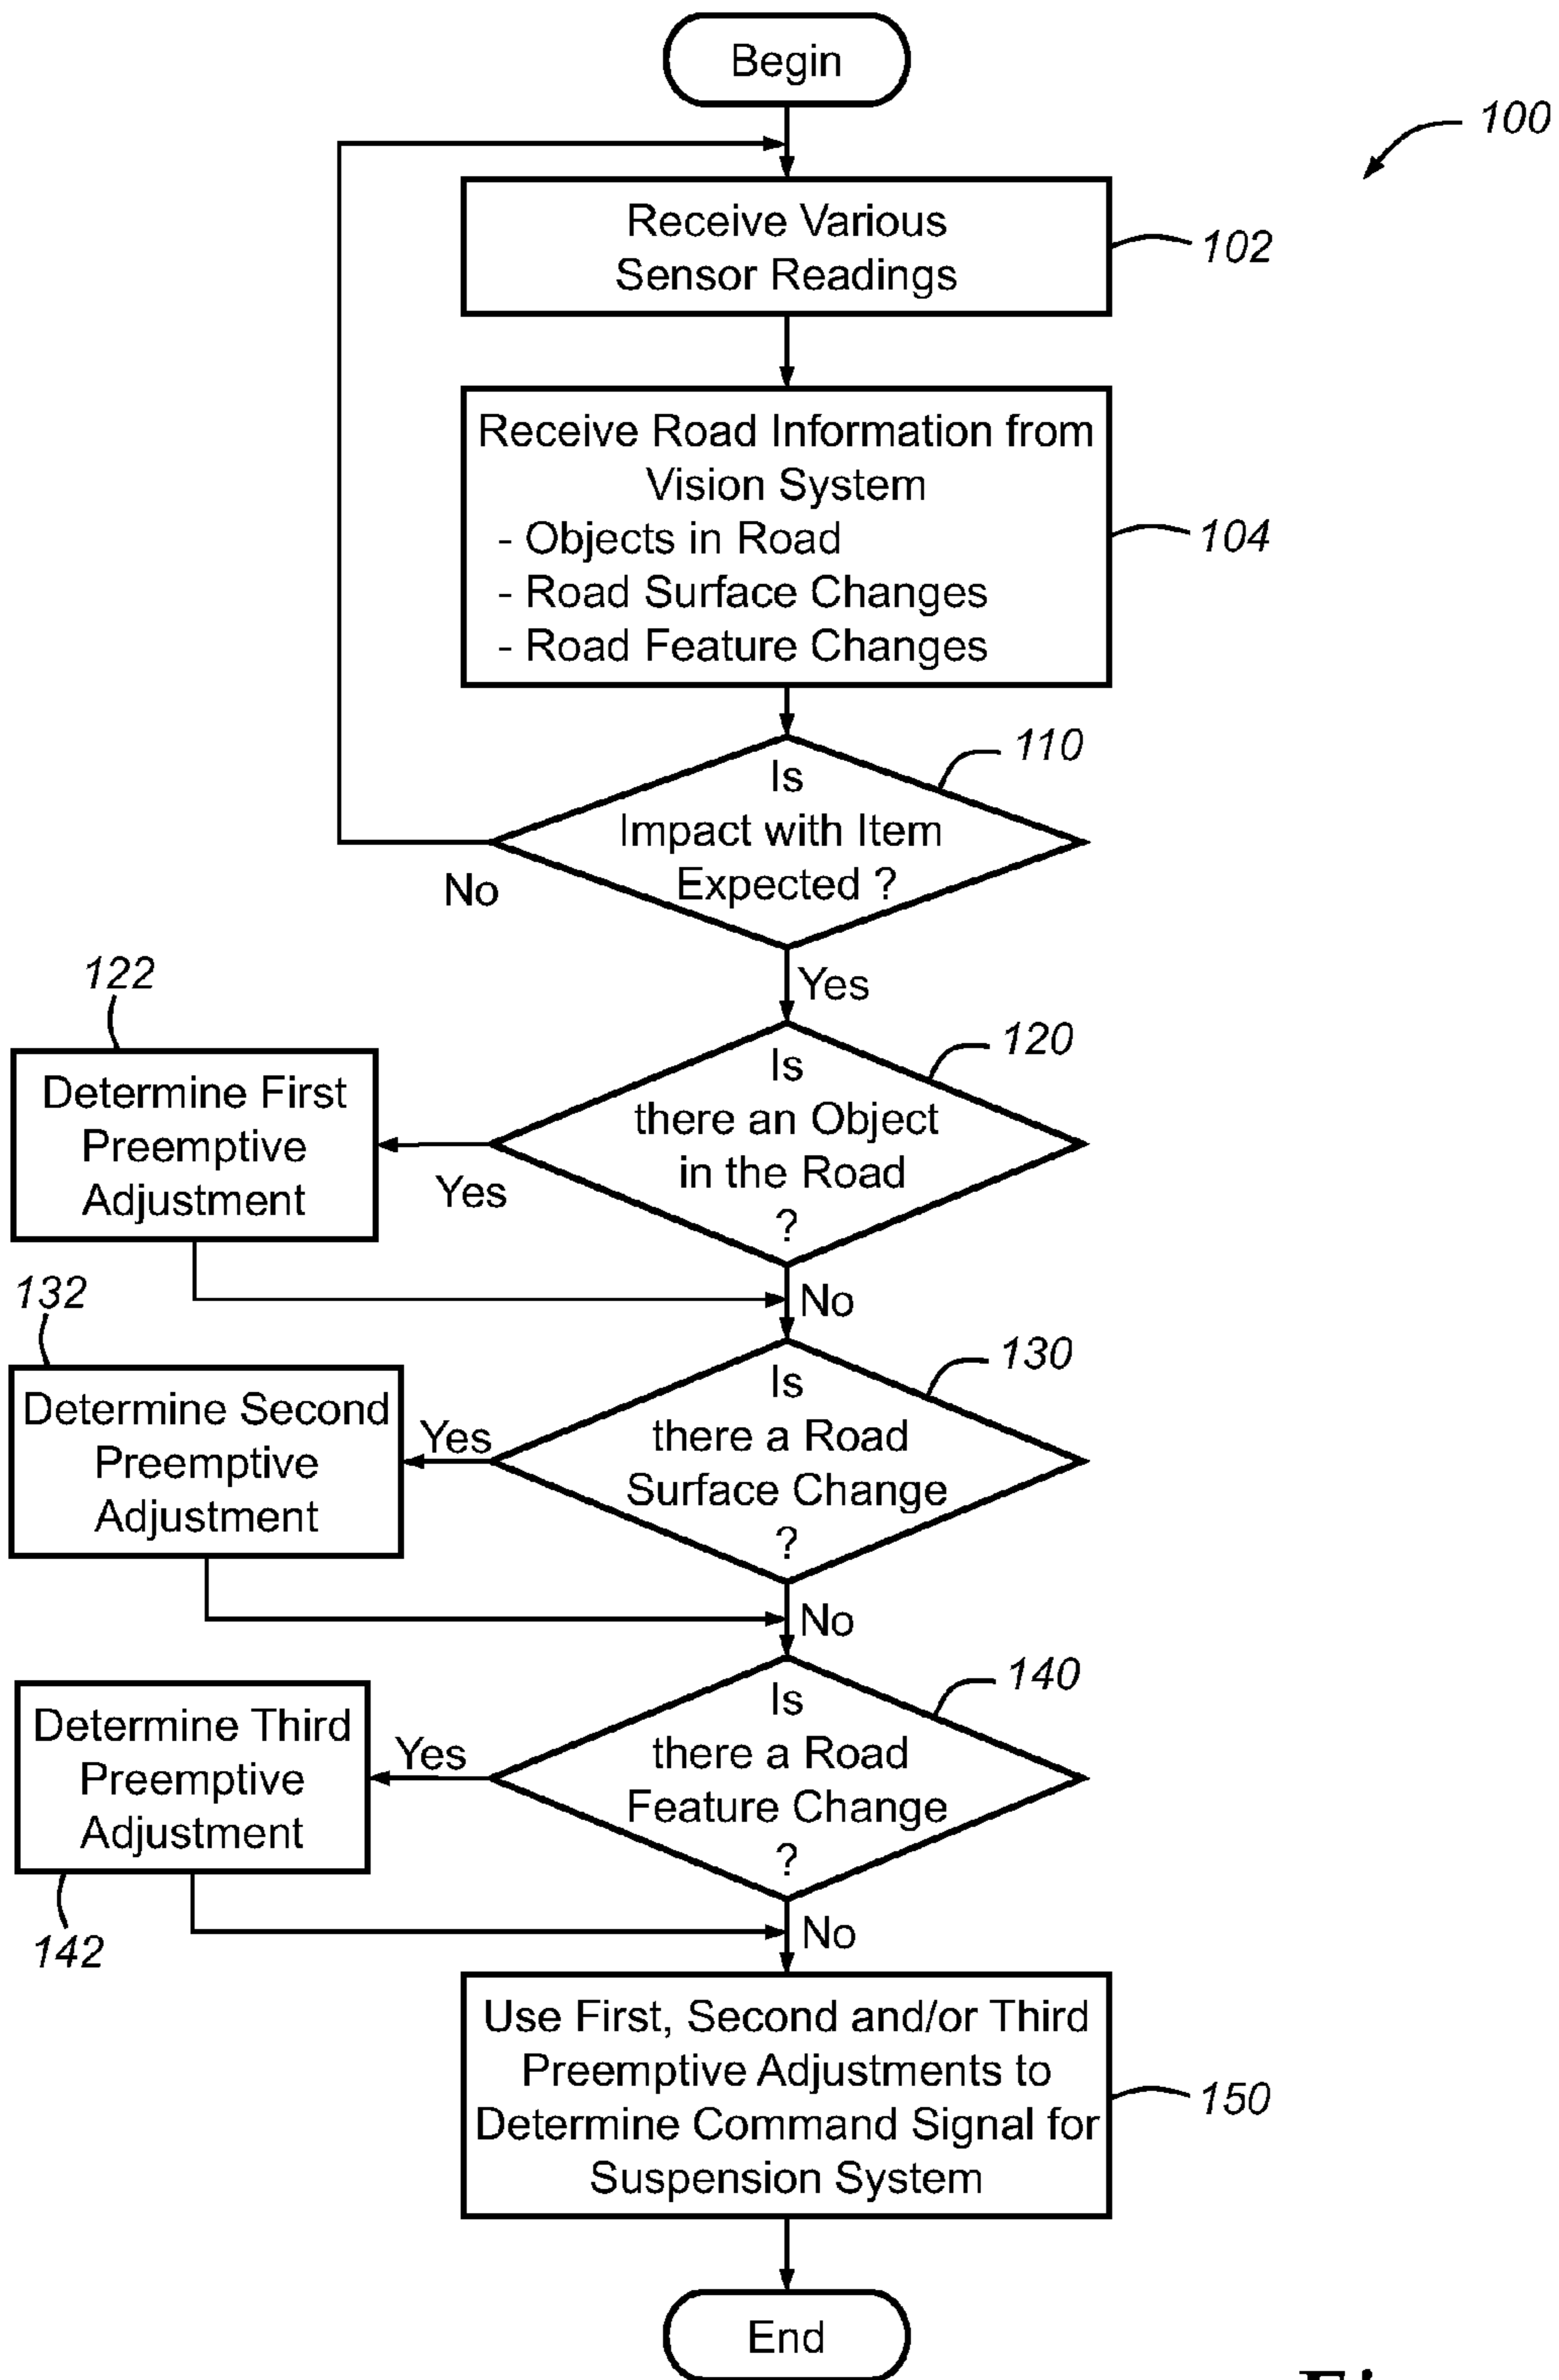 Begin
100
Receive Various
Sensor Readings
102
Receive Road Information from
Vision System
- Objects in Road
- Road Surface Changes
- Road Feature Changes
104
110
Is
Impact with Item
Expected ?
No
Yes
122
120
Determine First
Preemptive
Adjustment
Is
there an Object
in the Road
?
Yes
No
132
130
Determine Second
Preemptive
Adjustment
Yes
Is
there a Road
Surface Change
?
No
140
Determine Third
Preemptive
Adjustment
Yes
Is
there a Road
Feature Change
?
142
No
Use First, Second and/or Third
Preemptive Adjustments to
Determine Command Signal for
Suspension System
150
End